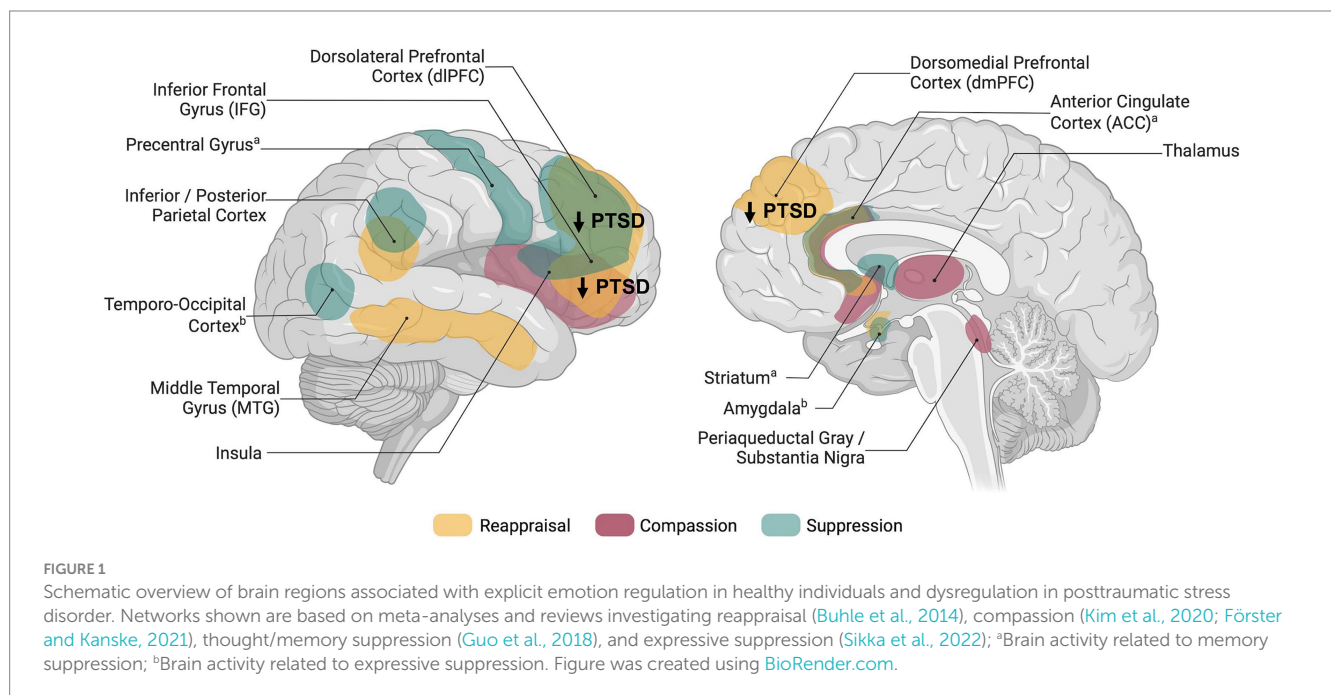 Dorsolateral Prefrontal
Cortex (dlPFC)
Inferior Frontal
Gyrus (IFG)
Precentral Gyrusᵃ
Inferior / Posterior
Parietal Cortex
Temporo-Occipital
Cortexᵇ
Middle Temporal
Gyrus (MTG)
Insula
↓ PTSD
↓ PTSD
Dorsomedial Prefrontal
Cortex (dmPFC)
Anterior Cingulate
Cortex (ACC)ᵃ
Thalamus
↓ PTSD
Striatumᵃ
Amygdalaᵇ
Periaqueductal Gray /
Substantia Nigra
Reappraisal Compassion Suppression
FIGURE 1
Schematic overview of brain regions associated with explicit emotion regulation in healthy individuals and dysregulation in posttraumatic stress
disorder. Networks shown are based on meta-analyses and reviews investigating reappraisal (Buhle et al., 2014), compassion (Kim et al., 2020; Förster
and Kanske, 2021), thought/memory suppression (Guo et al., 2018), and expressive suppression (Sikka et al., 2022); ᵃBrain activity related to memory
suppression; ᵇBrain activity related to expressive suppression. Figure was created using BioRender.com.